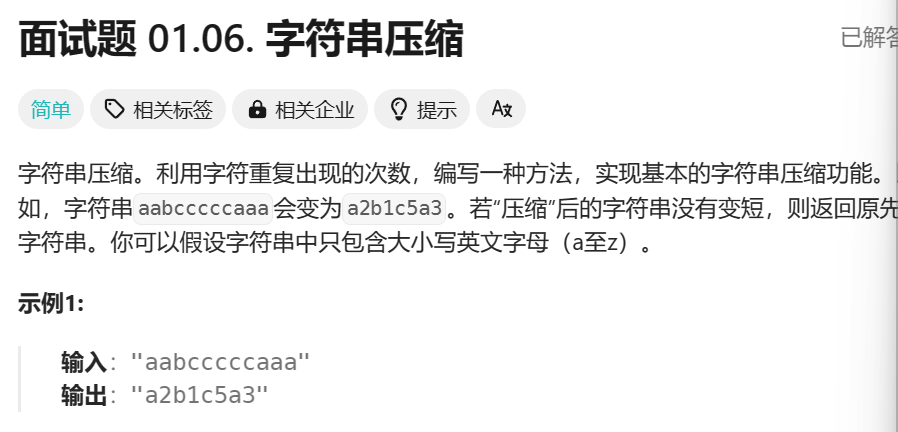 面试题 01.06. 字符串压缩
已解答
简单 相关标签 相关企业 提示
字符串压缩。利用字符重复出现的次数，编写一种方法，实现基本的字符串压缩功能。
如，字符串aabcccccaaa会变为a2b1c5a3。若“压缩”后的字符串没有变短，则返回原先
字符串。你可以假设字符串中只包含大小写英文字母（a至z）。
示例1:
输入："aabcccccaaa"
输出："a2b1c5a3"